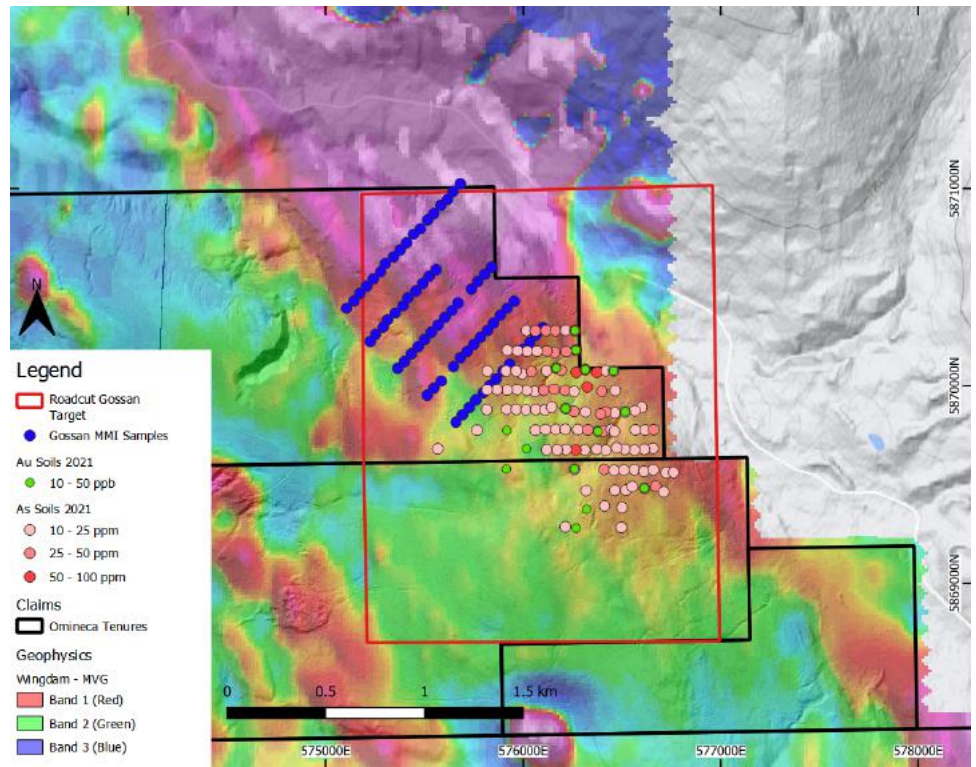 N
Legend
Roadcut Gossan
Target
Gossan MMI Samples
Au Soils 2021
10 - 50 ppb
As Soils 2021
10 - 25 ppm
25 - 50 ppm
50 - 100 ppm
Claims
Omineca Tenures
Geophysics
Wingdam - MVG
Band 1 (Red)
Band 2 (Green)
Band 3 (Blue)
0 0.5 1 1.5 km
575000E 576000E 577000E 578000E
5871000N
5870000N
5869000N